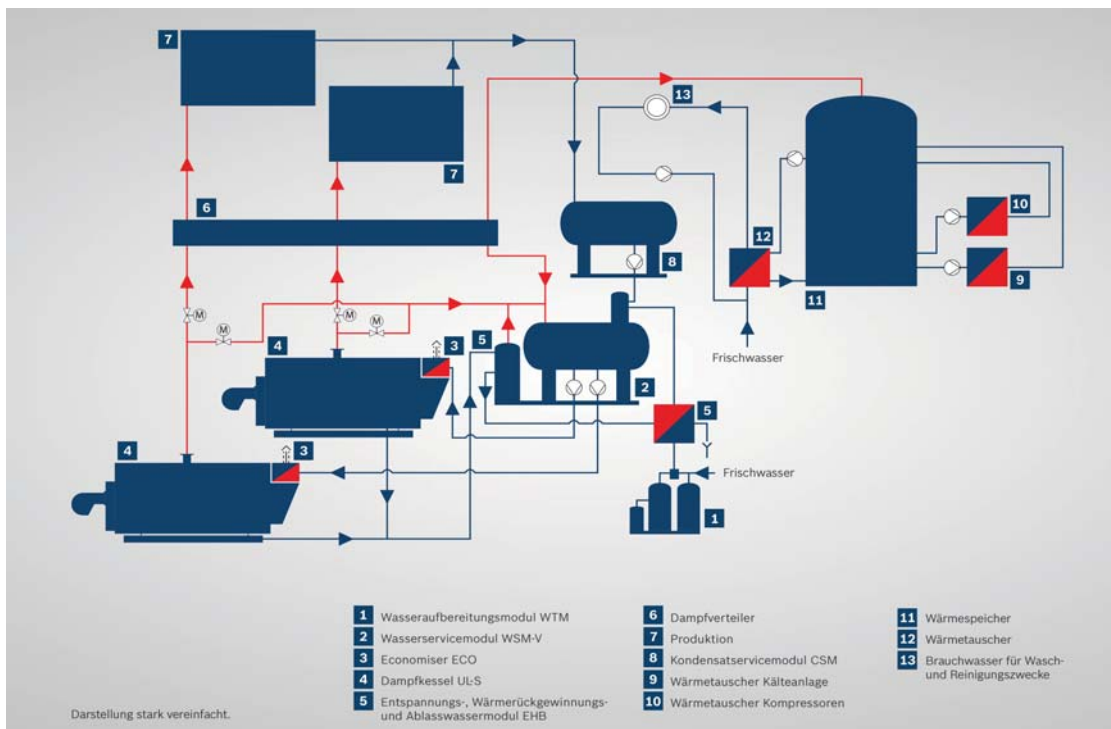 7
13
7
6
10
12
8
9
11
M
M
M
M
Frischwasser
4
3
5
2
5
4
3
Frischwasser
1
1 Wasseraufbereitungsmodul WTM
2 Wasserservicemodul WSM-V
3 Economiser ECO
4 Dampfkessel UL-S
5 Entspannungs-, Wärmerückgewinnungs-
und Ablasswassermodul EHB
6 Dampfverteiler
7 Produktion
8 Kondensatservicemodul CSM
9 Wärmetauscher Kälteanlage
10 Wärmetauscher Kompressoren
11 Wärmespeicher
12 Wärmetauscher
13 Brauchwasser für Wasch-
und Reinigungszwecke
Darstellung stark vereinfacht.